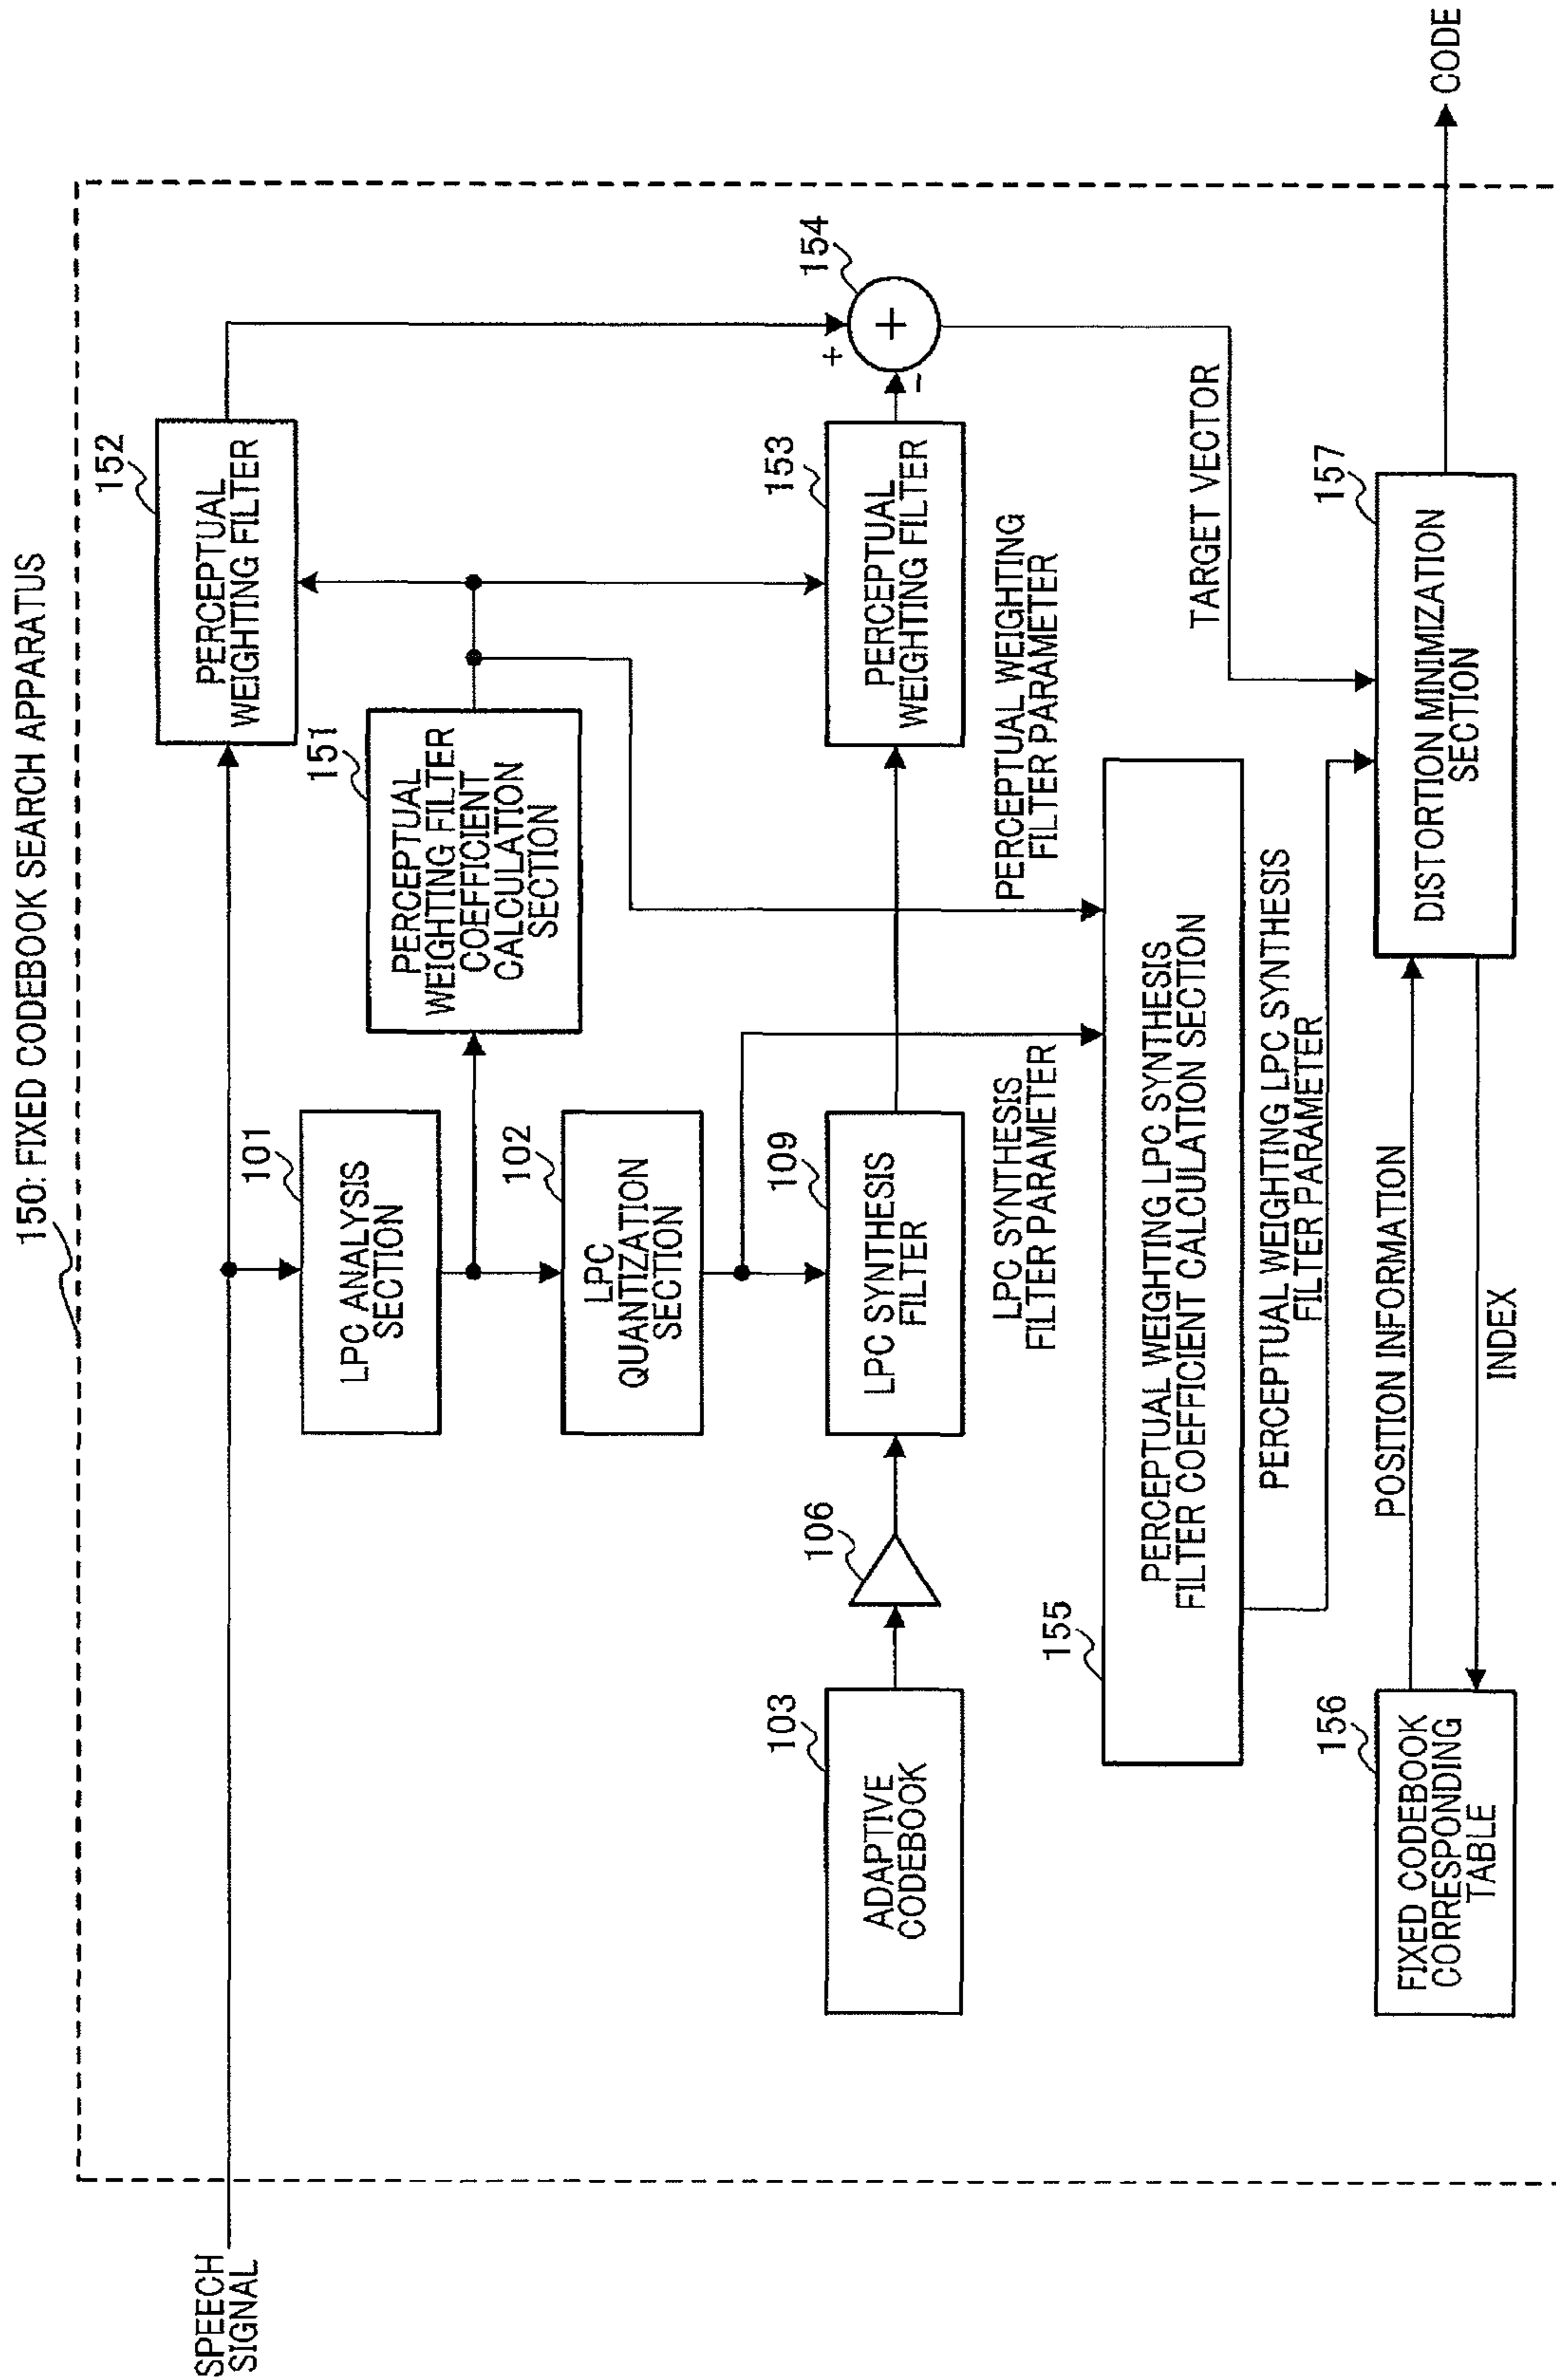 150: FIXED CODEBOOK SEARCH APPARATUS
SPEECH
SIGNAL
152
PERCEPTUAL
WEIGHTING FILTER
101
LPC ANALYSIS
SECTION
151
PERCEPTUAL
WEIGHTING FILTER
COEFFICIENT
CALCULATION
SECTION
102
LPC
QUANTIZATION
SECTION
103
ADAPTIVE
CODEBOOK
106
109
LPC SYNTHESIS
FILTER
153
PERCEPTUAL
WEIGHTING FILTER
154
+
+
-
LPC SYNTHESIS
FILTER PARAMETER
PERCEPTUAL WEIGHTING
FILTER PARAMETER
155
PERCEPTUAL WEIGHTING LPC SYNTHESIS
FILTER COEFFICIENT CALCULATION SECTION
TARGET VECTOR
PERCEPTUAL WEIGHTING LPC SYNTHESIS
FILTER PARAMETER
156
FIXED CODEBOOK
CORRESPONDING
TABLE
POSITION INFORMATION
INDEX
157
DISTORTION MINIMIZATION
SECTION
CODE